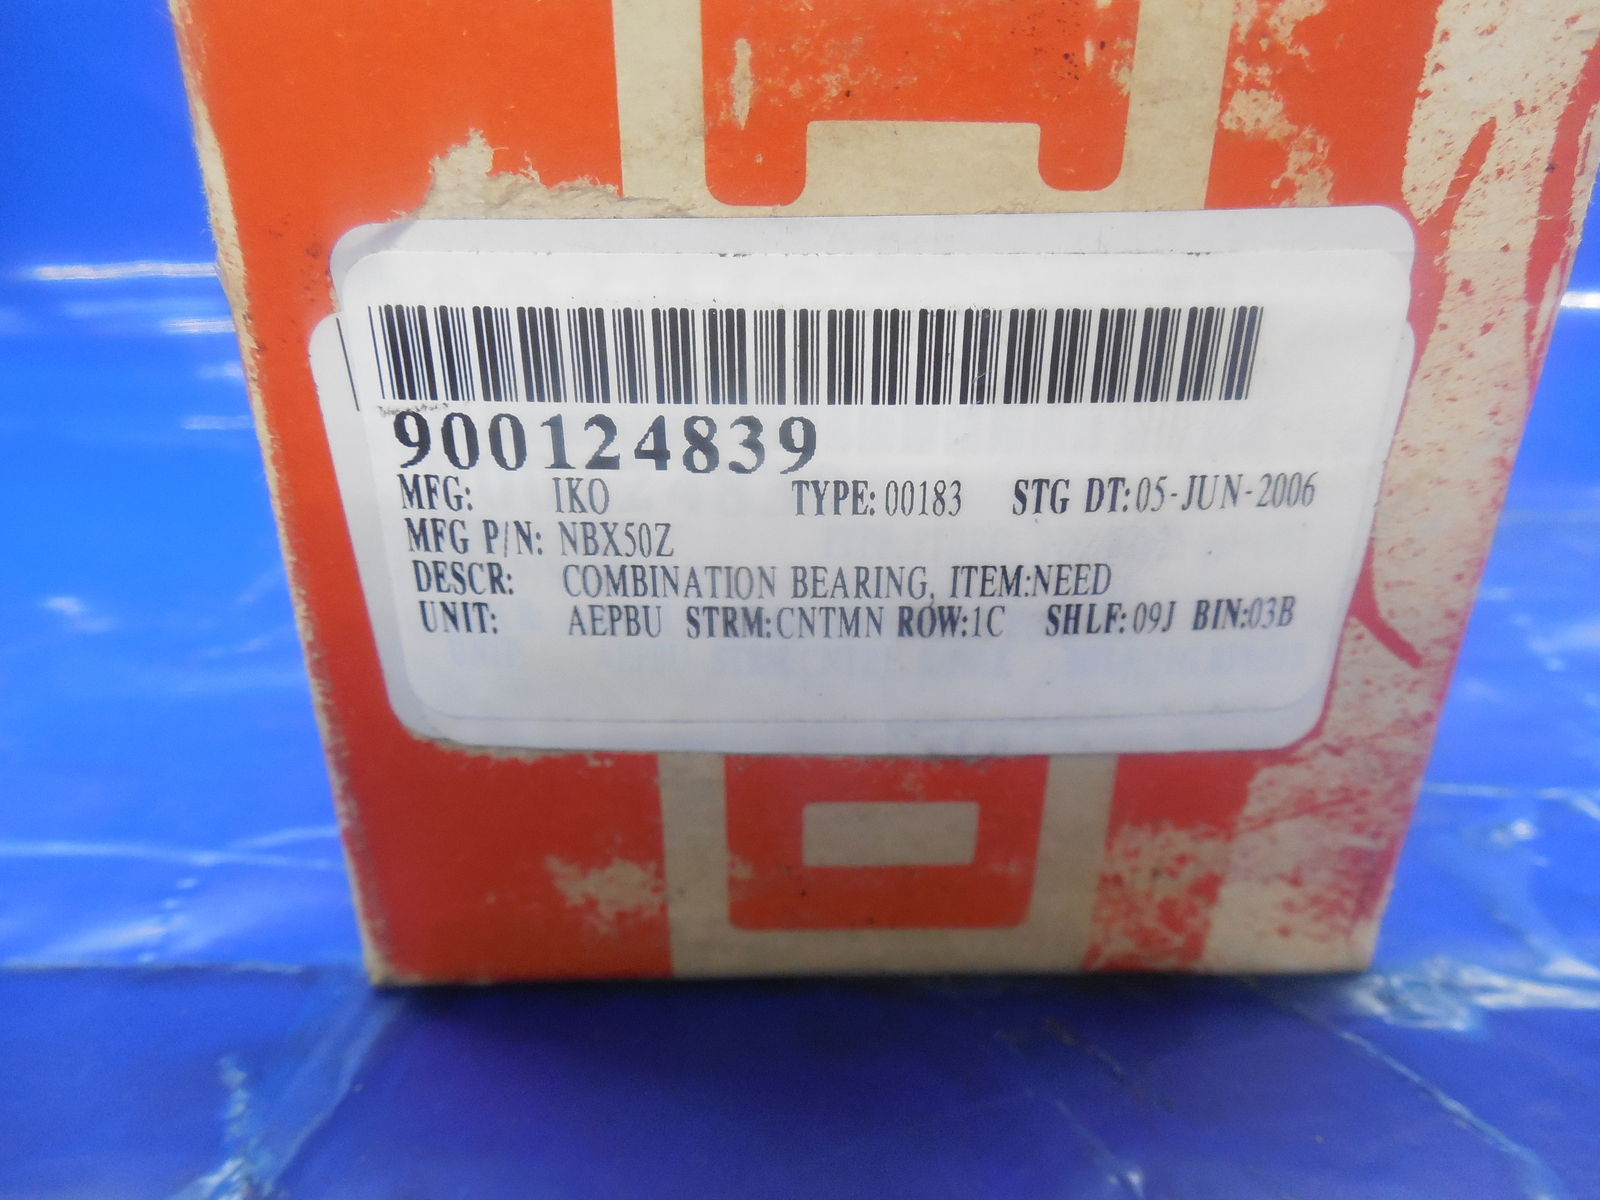 900124839
MFG: IKO TYPE: 00183 STG DT: 05-JUN-2006
MFG P/N: NBX50Z
DESCR: COMBINATION BEARING, ITEM:NEED
UNIT: AEPBU STRM: CNTMN ROW:1C SHLF: 09J BIN:03B